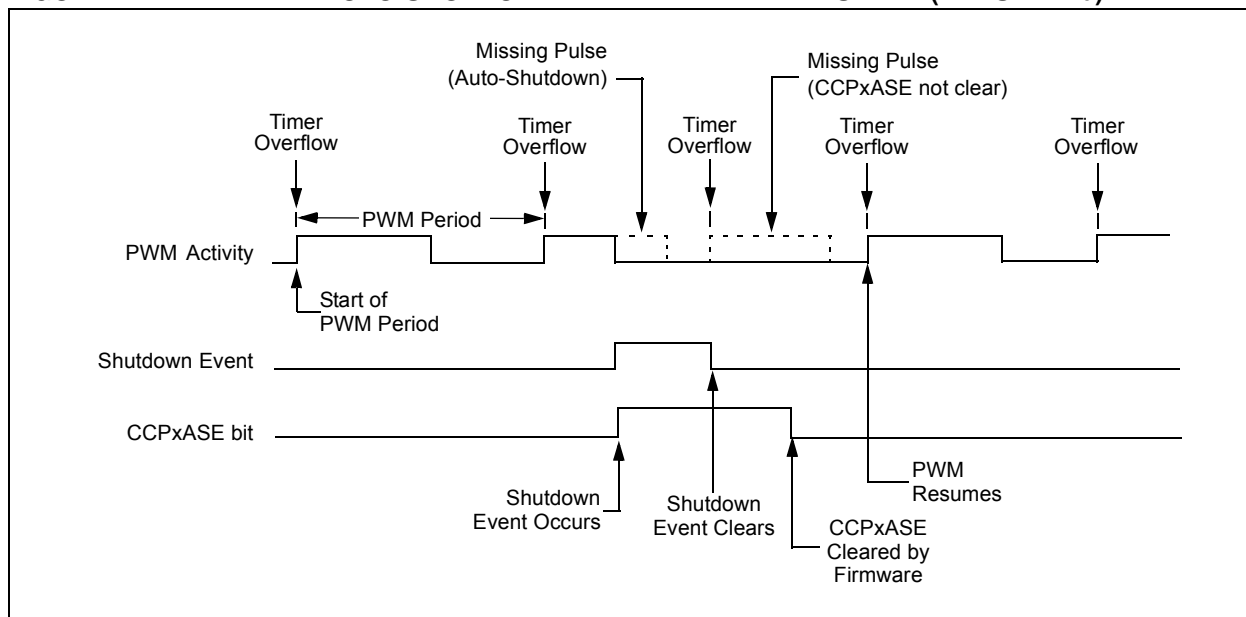 Missing Pulse
(Auto-Shutdown)
Missing Pulse
(CCPxASE not clear)
Timer
Overflow
Timer
Overflow
Timer
Overflow
Timer
Overflow
Timer
Overflow
PWM Period
PWM Activity
Start of
PWM Period
Shutdown Event
CCPxASE bit
Shutdown
Event Occurs
Shutdown
Event Clears
CCPxASE
Cleared by
Firmware
PWM
Resumes